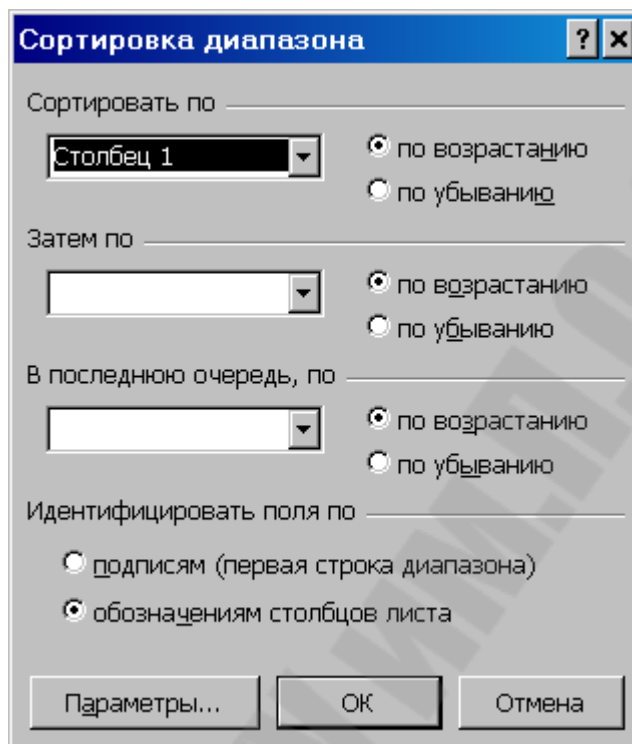 Сортировка диапазона
Сортировать по
Столбец 1
по возрастанию
по убыванию
Затем по
по возрастанию
по убыванию
В последнюю очередь, по
по возрастанию
по убыванию
Идентифицировать поля по
подписям (первая строка диапазона)
обозначениям столбцов листа
Параметры... ОК Отмена